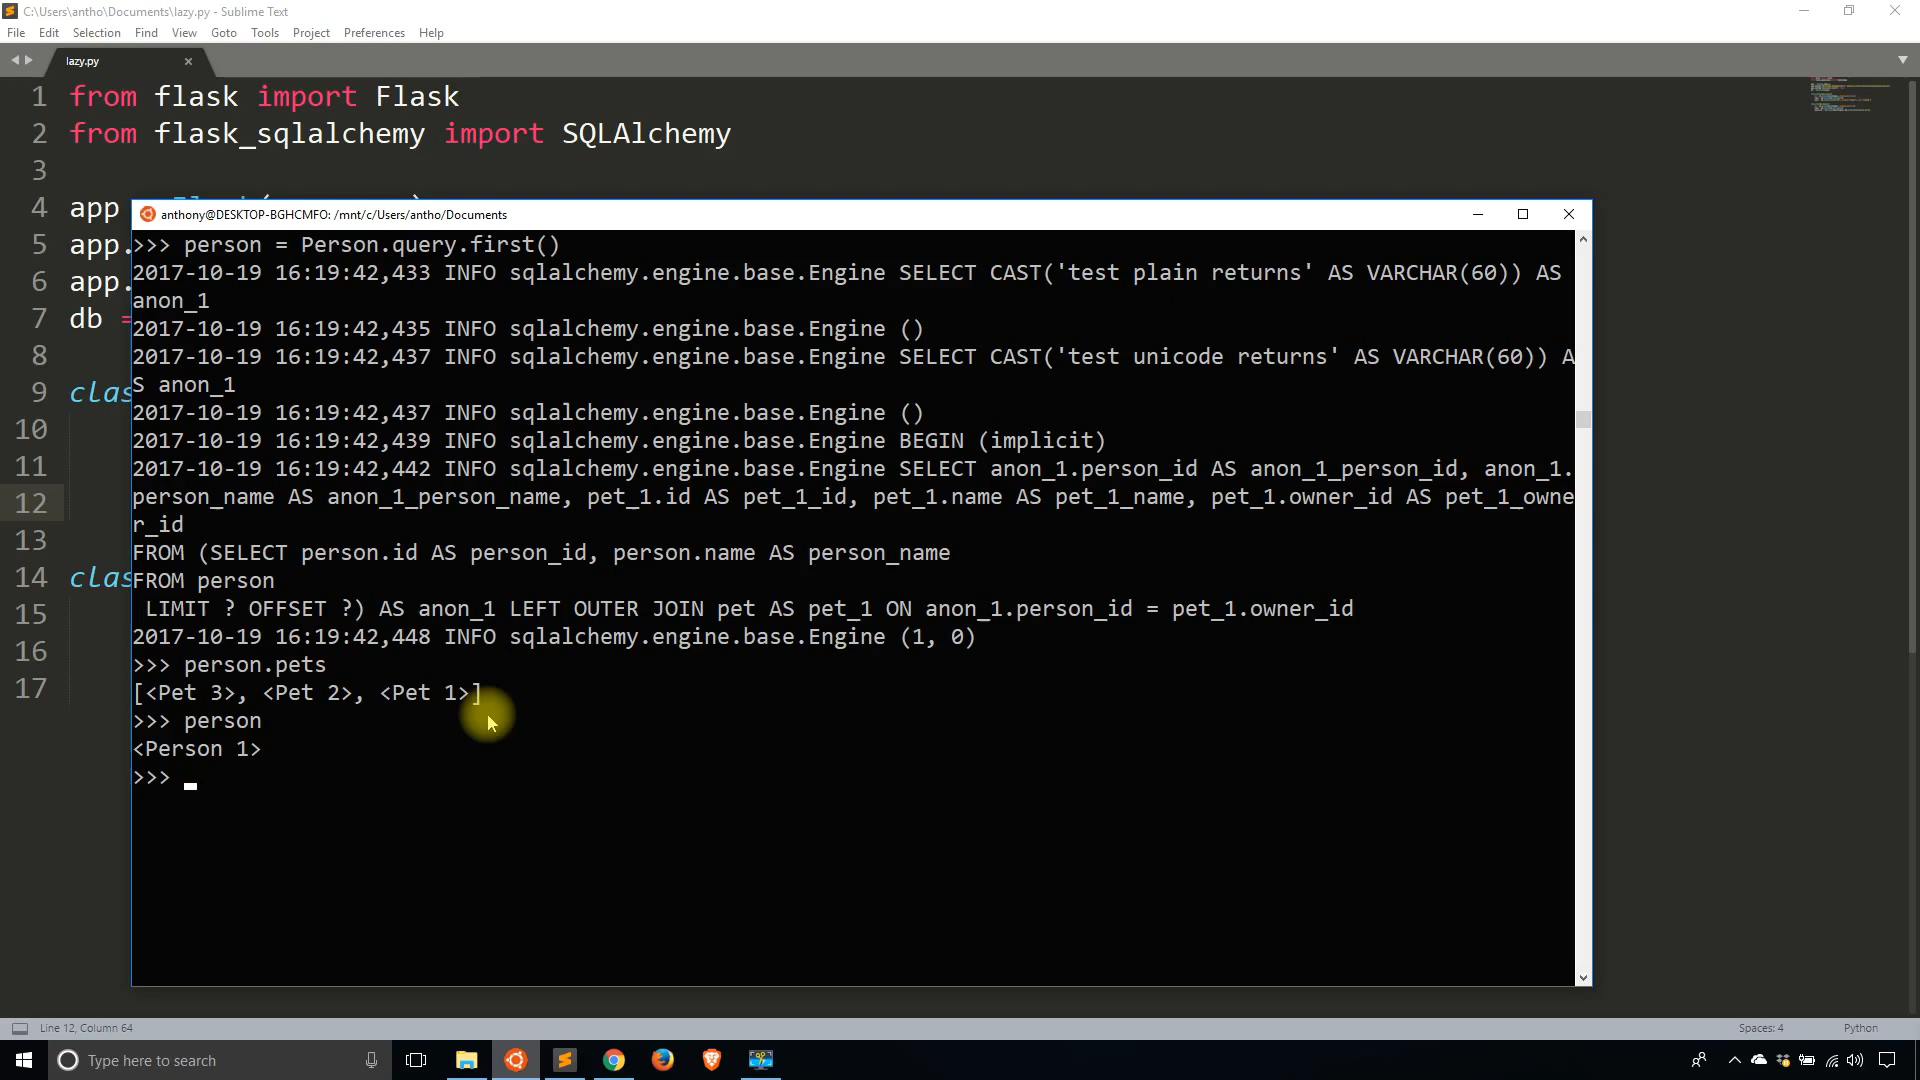 C:\Users\antho\Documents\lazy.py - Sublime Text
File Edit Selection Find View Goto Tools Project Preferences Help
lazy.py
1 from flask import Flask
2 from flask_sqlalchemy import SQLAlchemy
3
4 app
5 app.
6 app.
7 db =
8
9 clas
10
11
12
13
14 clas
15
16
17
anthony@DESKTOP-BGHCMFO: /mnt/c/Users/antho/Documents
>>> person = Person.query.first()
2017-10-19 16:19:42,433 INFO sqlalchemy.engine.base.Engine SELECT CAST('test plain returns' AS VARCHAR(60)) AS
anon_1
2017-10-19 16:19:42,435 INFO sqlalchemy.engine.base.Engine ()
2017-10-19 16:19:42,437 INFO sqlalchemy.engine.base.Engine SELECT CAST('test unicode returns' AS VARCHAR(60)) A
S anon_1
2017-10-19 16:19:42,437 INFO sqlalchemy.engine.base.Engine ()
2017-10-19 16:19:42,439 INFO sqlalchemy.engine.base.Engine BEGIN (implicit)
2017-10-19 16:19:42,442 INFO sqlalchemy.engine.base.Engine SELECT anon_1.person_id AS anon_1_person_id, anon_1.
person_name AS anon_1_person_name, pet_1.id AS pet_1_id, pet_1.name AS pet_1_name, pet_1.owner_id AS pet_1_owne
r_id
FROM (SELECT person.id AS person_id, person.name AS person_name
FROM person
LIMIT ? OFFSET ?) AS anon_1 LEFT OUTER JOIN pet AS pet_1 ON anon_1.person_id = pet_1.owner_id
2017-10-19 16:19:42,448 INFO sqlalchemy.engine.base.Engine (1, 0)
>>> person.pets
[<Pet 3>, <Pet 2>, <Pet 1>]
>>> person
<Person 1>
>>>
Line 12, Column 64
Spaces: 4
Python
Type here to search